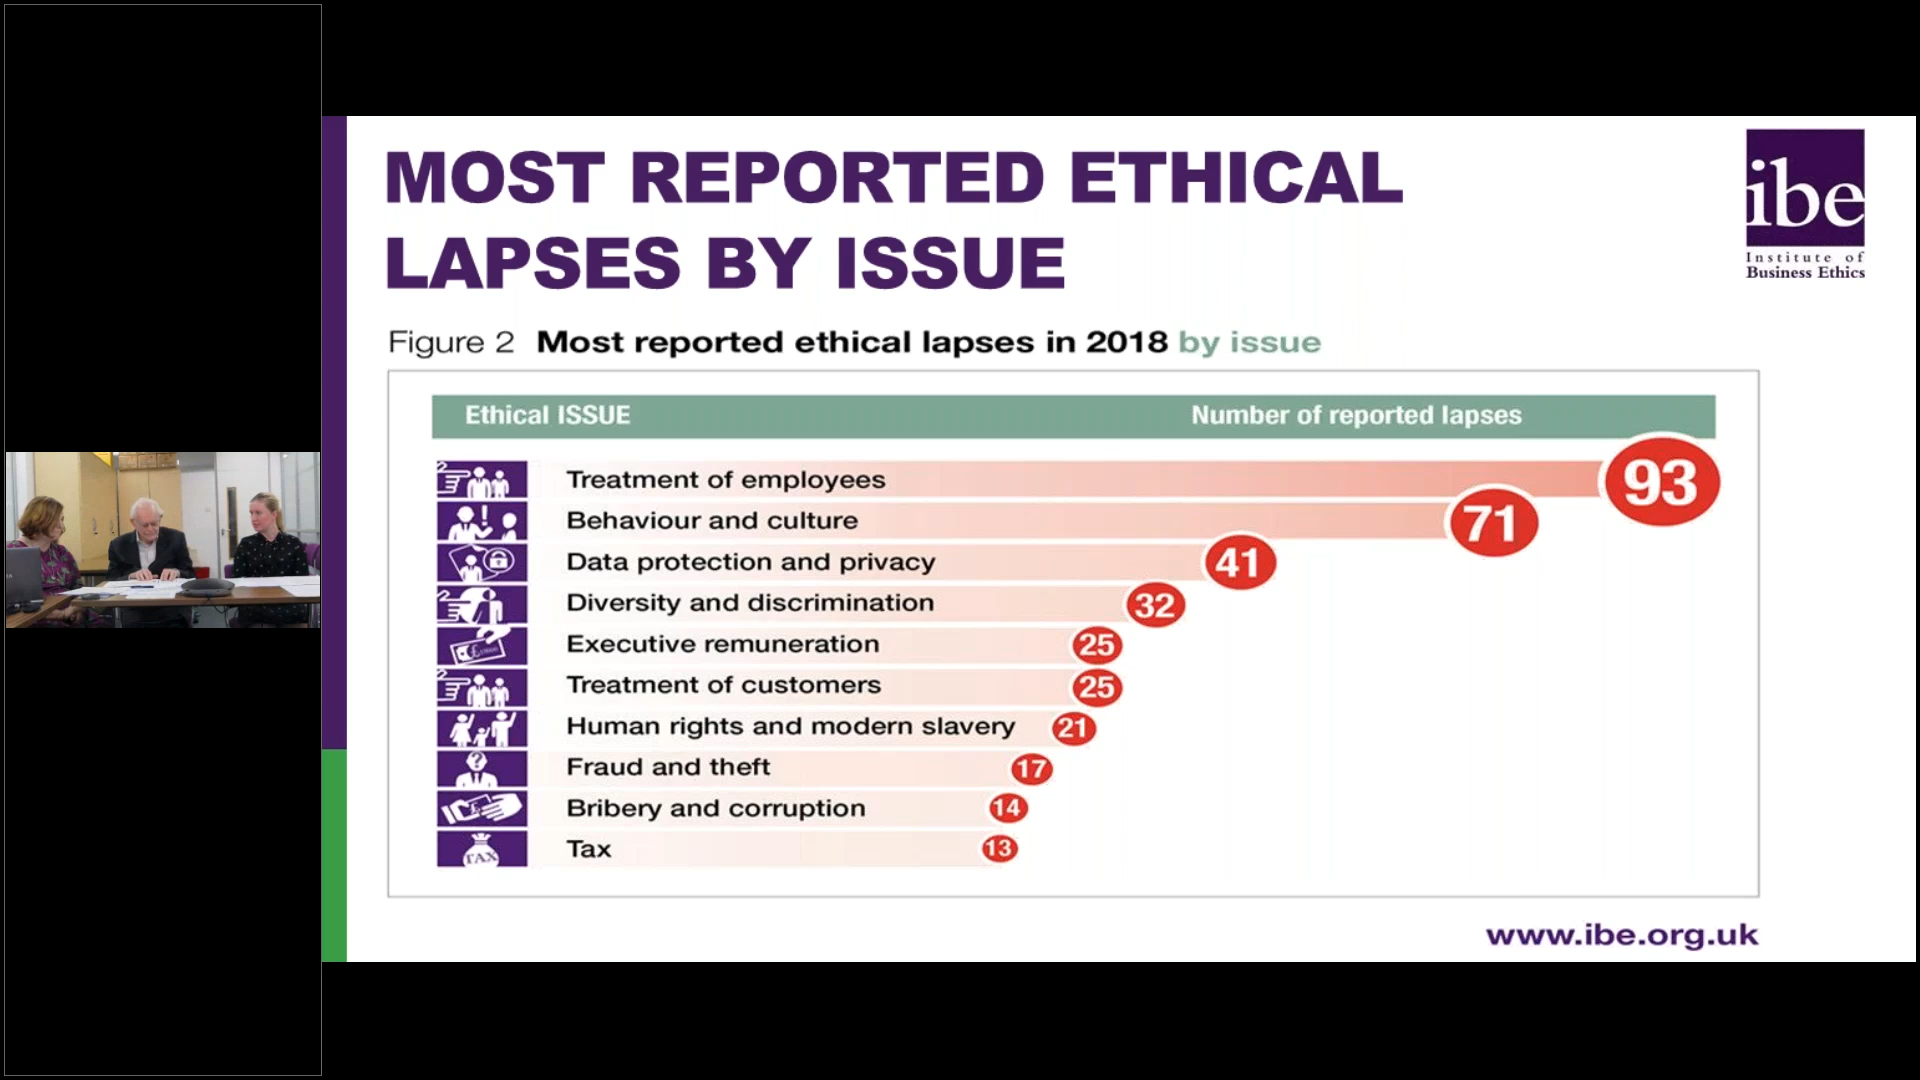 MOST REPORTED ETHICAL
LAPSES BY ISSUE
ibe
Institute of
Business Ethics
Figure 2 Most reported ethical lapses in 2018 by issue
Ethical ISSUE Number of reported lapses
Treatment of employees 93
Behaviour and culture 71
Data protection and privacy 41
Diversity and discrimination 32
Executive remuneration 25
Treatment of customers 25
Human rights and modern slavery 21
Fraud and theft 17
Bribery and corruption 14
TAX Tax 13
www.ibe.org.uk